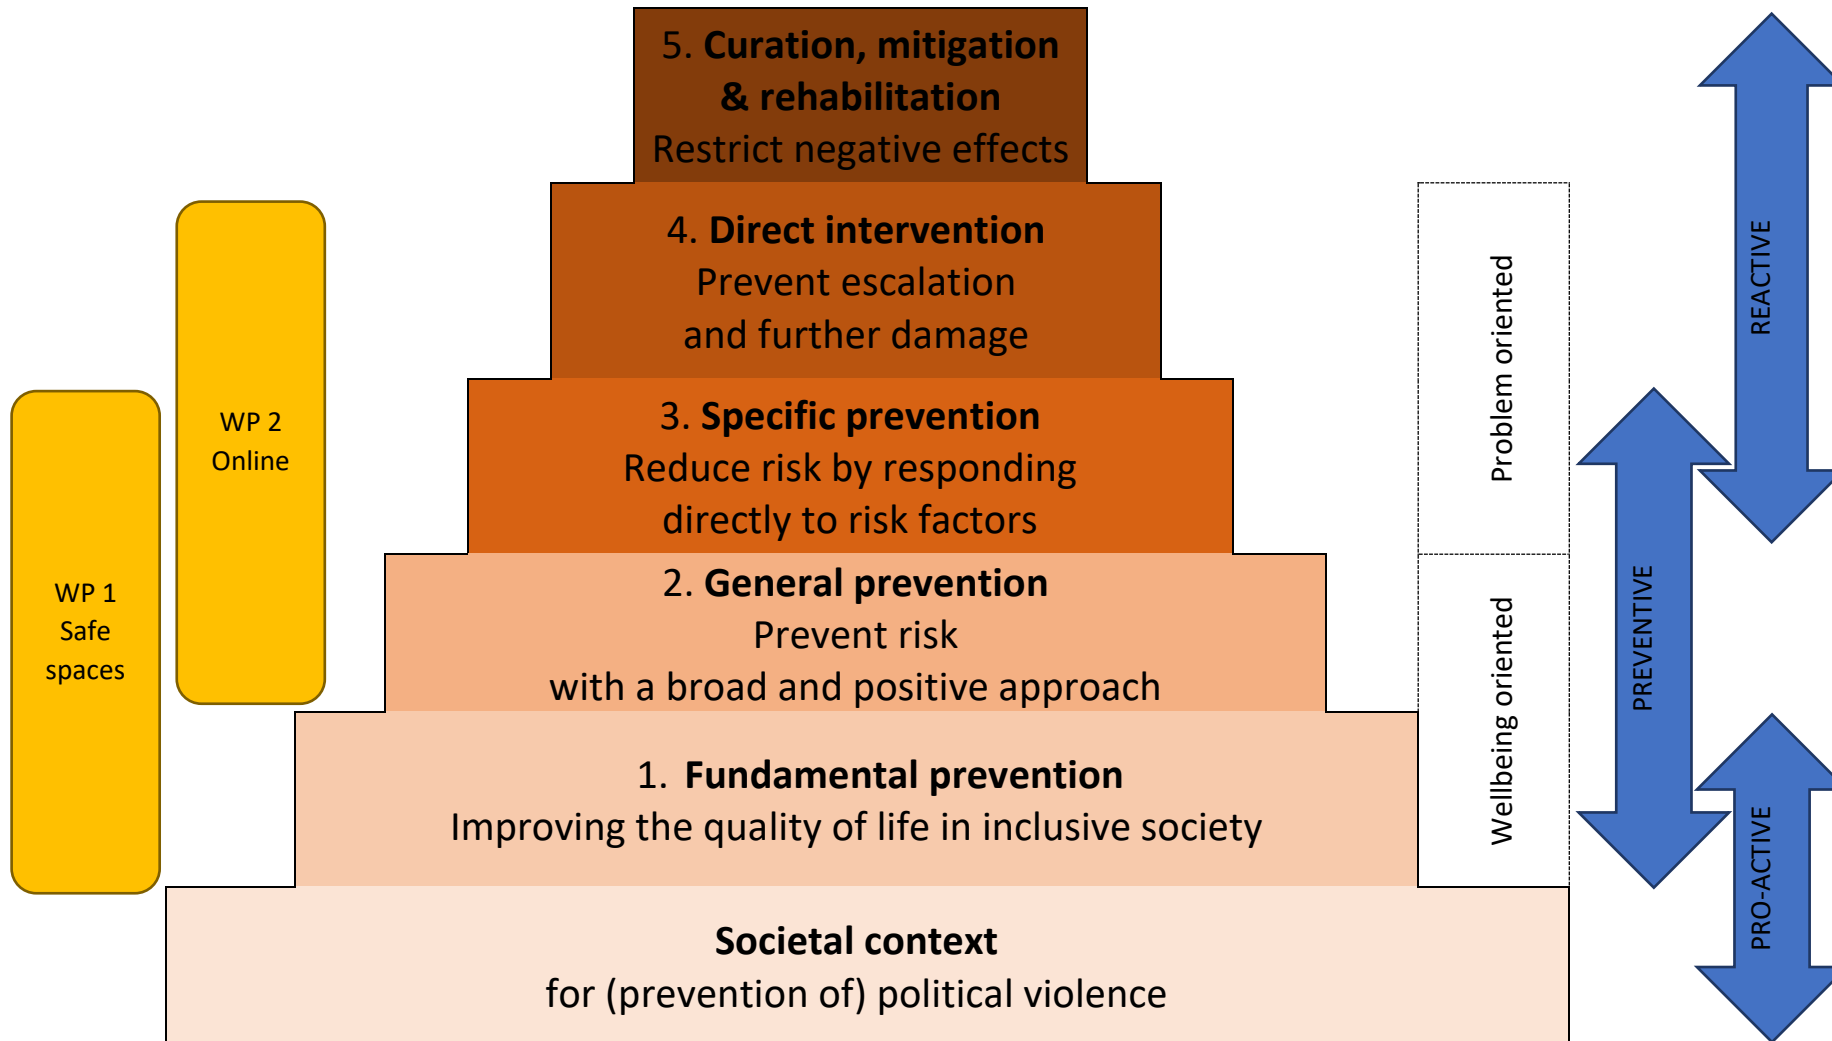 5. Curation, mitigation
& rehabilitation
Restrict negative effects
4. Direct intervention
Prevent escalation
and further damage
3. Specific prevention
Reduce risk by responding
directly to risk factors
2. General prevention
Prevent risk
with a broad and positive approach
1. Fundamental prevention
Improving the quality of life in inclusive society
Societal context
for (prevention of) political violence
WP 1
Safe
spaces
WP 2
Online
Problem oriented
Wellbeing oriented
REACTIVE
PREVENTIVE
PRO-ACTIVE